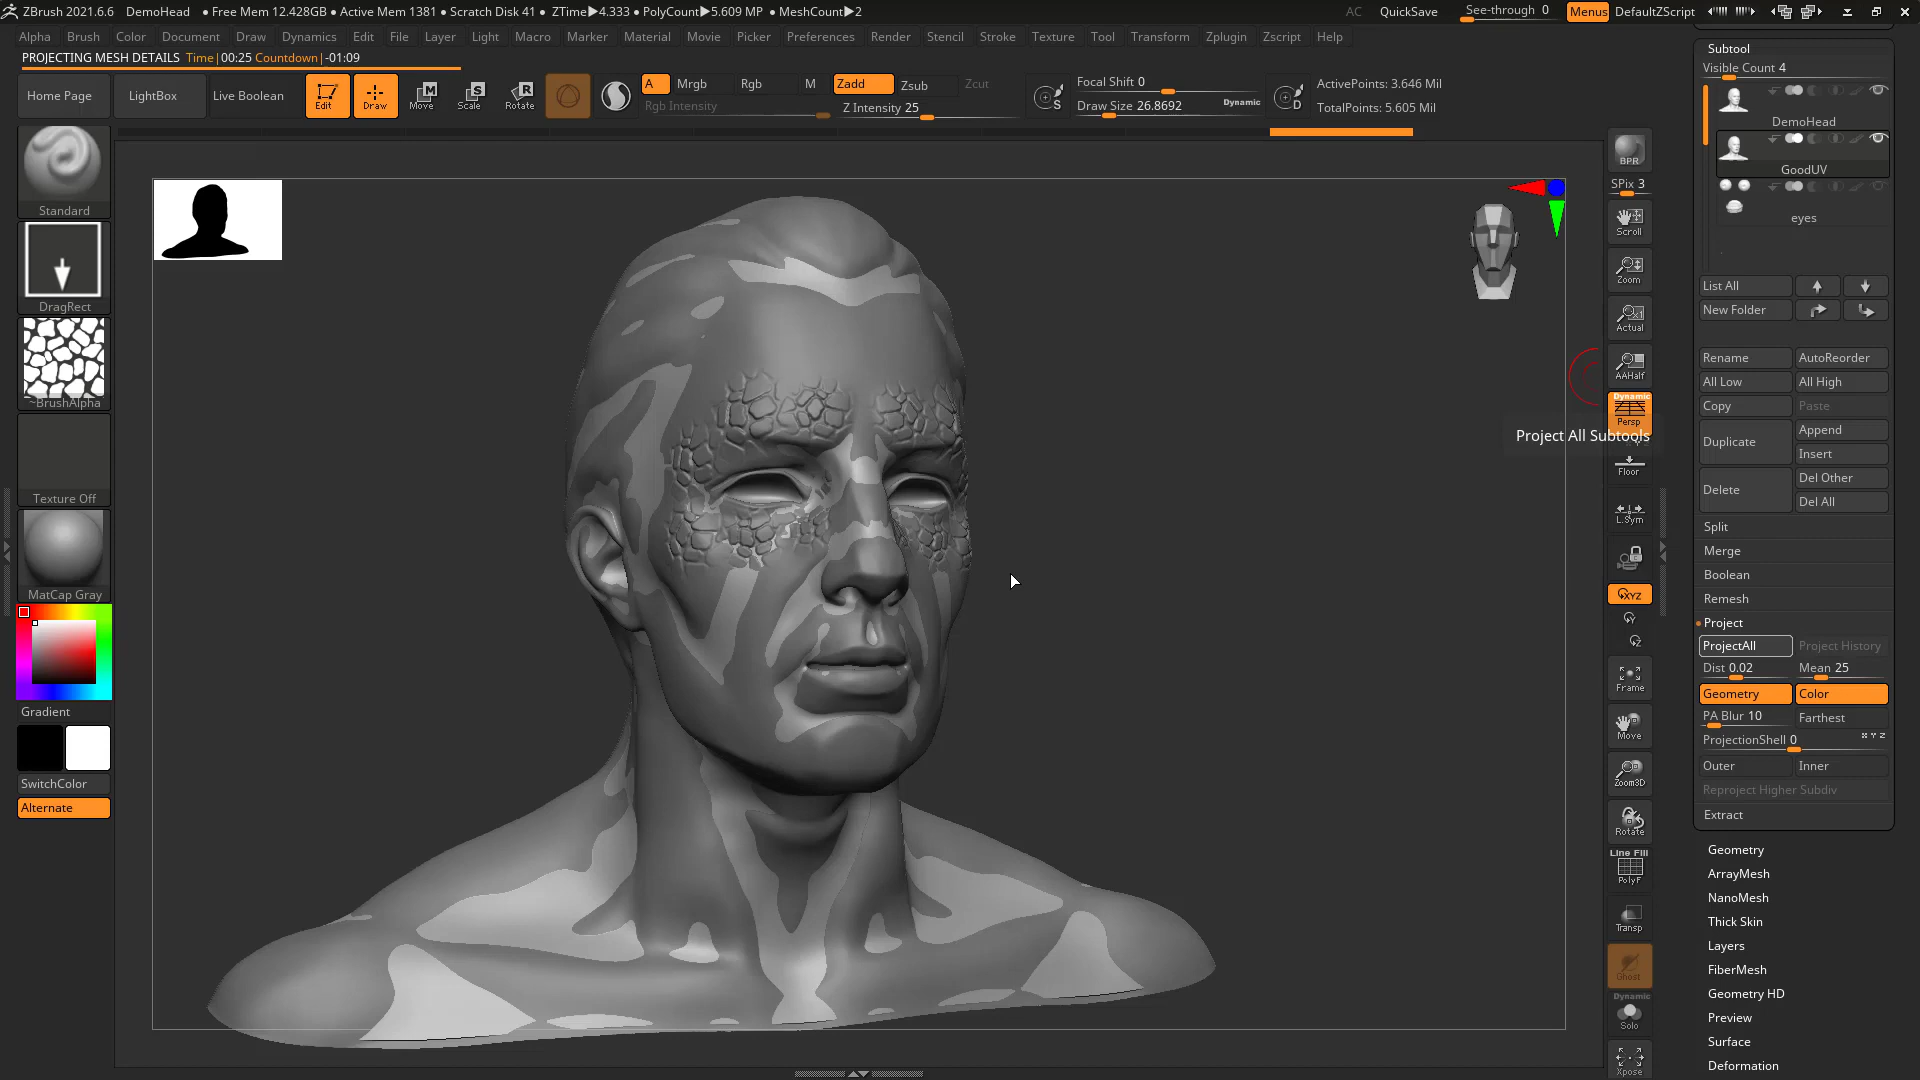 ZBrush 2021.6.6 DemoHead • Free Mem 12.428GB • Active Mem 1381 • Scratch Disk 41 • ZTime▶4.333 • PolyCount▶5.609 MP • MeshCount▶2 AC QuickSave See-through 0 Menus DefaultZScript
Alpha Brush Color Document Draw Dynamics Edit File Layer Light Macro Marker Material Movie Picker Preferences Render Stencil Stroke Texture Tool Transform Zplugin Zscript Help
PROJECTING MESH DETAILS Time|00:25 Countdown|-01:09
Home Page LightBox Live Boolean Edit Draw Move Scale Rotate
A Mrgb Rgb M Zadd Zsub Zcut
Rgb Intensity Z Intensity 25
Focal Shift 0
Draw Size 26.8692 Dynamic
ActivePoints: 3.646 Mil
TotalPoints: 5.605 Mil
Standard
DragRect
~BrushAlpha
Texture Off
MatCap Gray
Gradient
SwitchColor
Alternate
Project All Subtools
BPR
SPix 3
Scroll
Zoom
Actual
AAHalf
Dynamic
Persp
Floor
L.Sym
XYZ
Y
Z
Frame
Move
Zoom3D
Rotate
Line Fill
PolyF
Transp
Ghost
Dynamic
Solo
Xpose
Subtool
Visible Count 4
DemoHead
GoodUV
eyes
List All
New Folder
Rename AutoReorder
All Low All High
Copy Paste
Duplicate Append
Insert
Delete Del Other
Del All
Split
Merge
Boolean
Remesh
Project
ProjectAll Project History
Dist 0.02 Mean 25
Geometry Color
PA Blur 10 Farthest
ProjectionShell 0 X Y Z
Outer Inner
Reproject Higher Subdiv
Extract
Geometry
ArrayMesh
NanoMesh
Thick Skin
Layers
FiberMesh
Geometry HD
Preview
Surface
Deformation